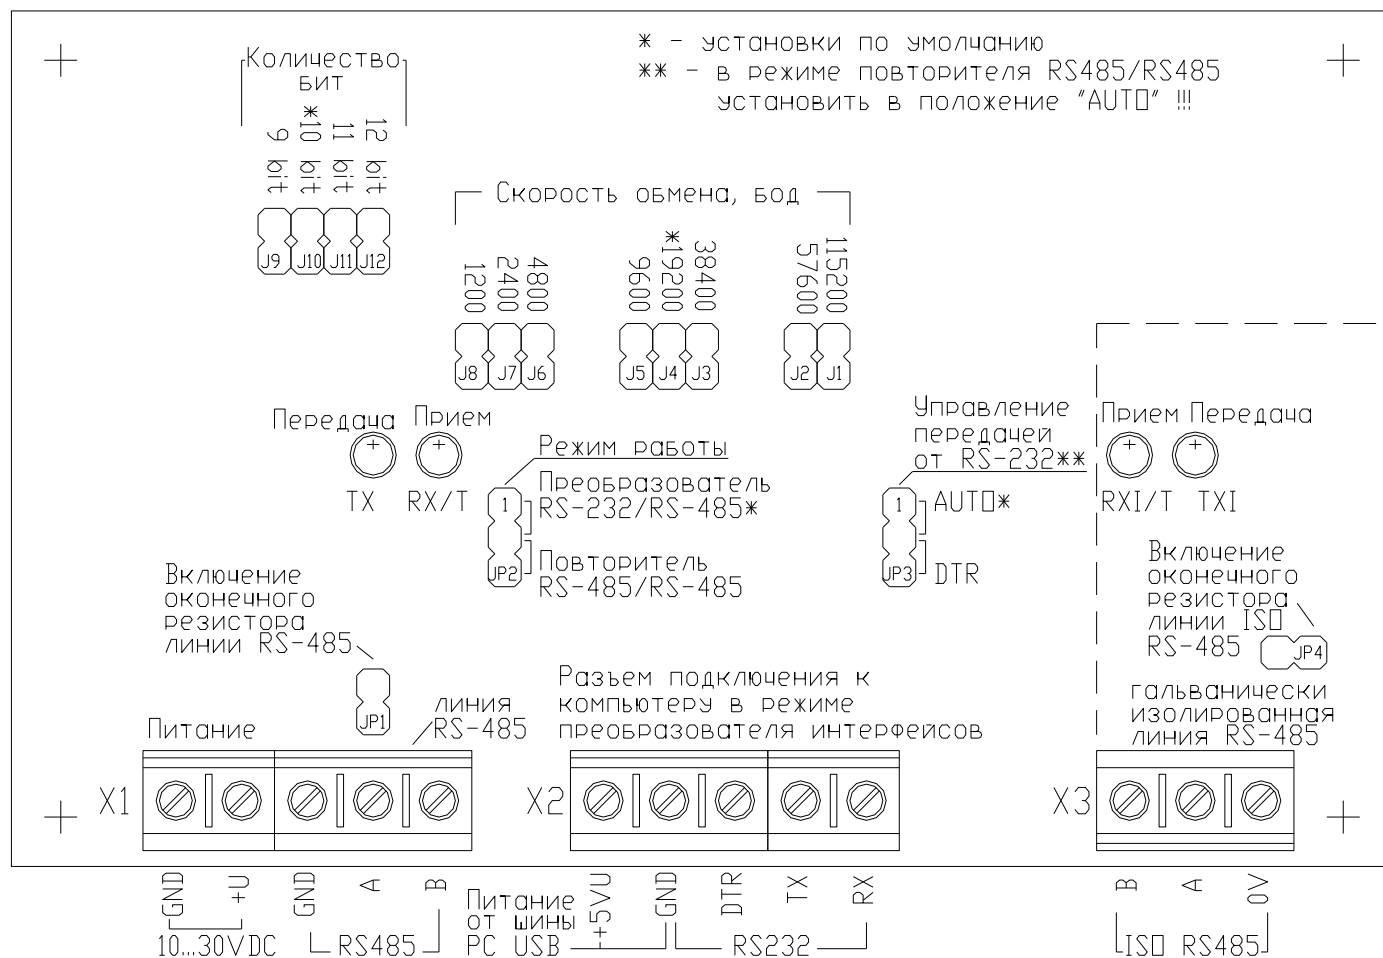 * - установки по умолчанию
** - в режиме повторителя RS485/RS485
установить в положение "AUTO" !!!
Количество
бит
9 bit
*10 bit
11 bit
12 bit
J9
J10
J11
J12
Скорость обмена, бод
1200
2400
4800
9600
*19200
38400
57600
115200
J8
J7
J6
J5
J4
J3
J2
J1
Передача
Прием
TX
RX/T
Режим работы
Преобразователь
RS-232/RS-485*
Повторитель
RS-485/RS-485
1
JP2
Управление
передачей
от RS-232**
1
AUTO*
JP3
DTR
Прием
Передача
RXI/T
TXI
Включение
оконечного
резистора
линии RS-485
JP1
Включение
оконечного
резистора
линии ISO
RS-485
JP4
Питание
линия
RS-485
Разъем подключения к
компьютеру в режиме
преобразователя интерфейсов
гальванически
изолированная
линия RS-485
X1
X2
X3
GND
+U
GND
A
B
+5VU
GND
DTR
TX
RX
B
A
0V
10...30VDC
RS485
Питание
от шины
PC USB
RS232
ISO RS485